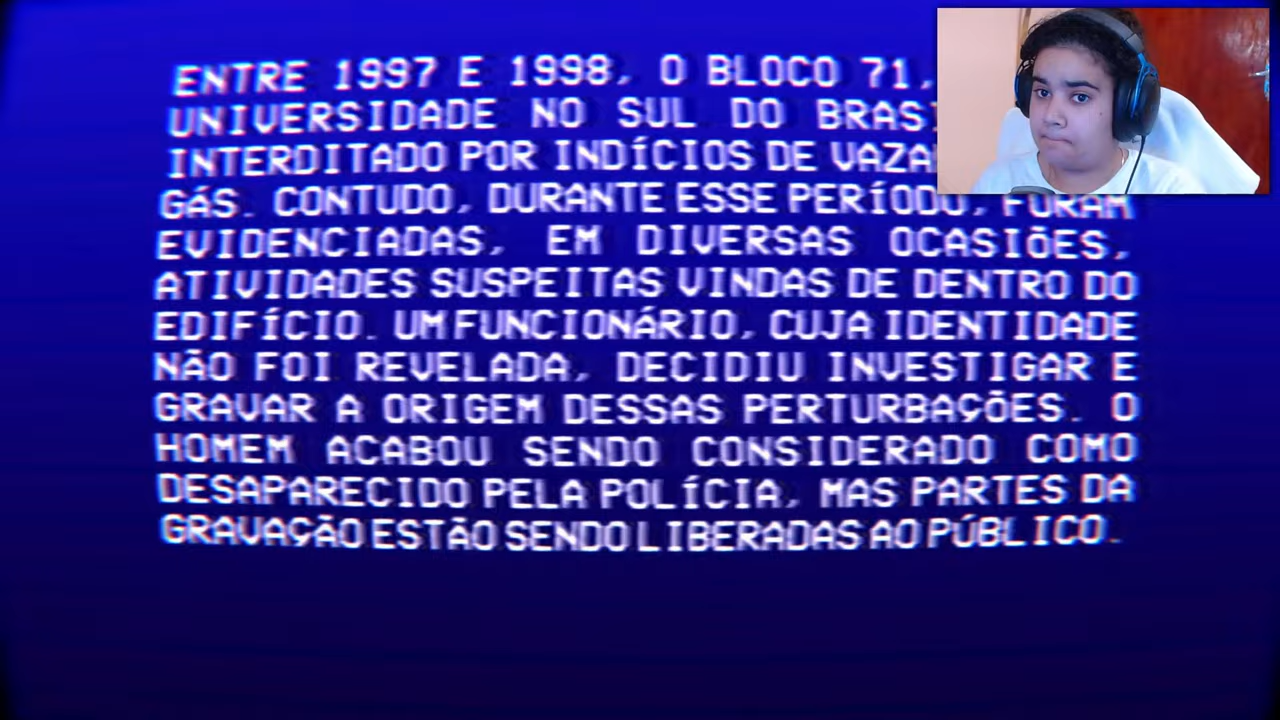 ENTRE 1997 E 1998, O BLOCO 71,
UNIVERSIDADE NO SUL DO
INTERDITADO POR INDÍCIOS DE
GÁS. CONTUDO, DURANTE ESSE PERÍODO, FORAM
EVIDENCIADAS, EM DIVERSAS OCASIÕES,
ATIVIDADES SUSPEITAS VINDAS DE DENTRO DO
EDIFÍCIO. UM FUNCIONÁRIO, CUJA IDENTIDADE
NÃO FOI REVELADA, DECIDIU INVESTIGAR E
GRAVAR A ORIGEM DESSAS PERTURBAÇÕES. O
HOMEM ACABOU SENDO CONSIDERADO COMO
DESAPARECIDO PELA POLÍCIA, MAS PARTES DA
GRAVAÇÃO ESTÃO SENDO LIBERADAS AO PÚBLICO.